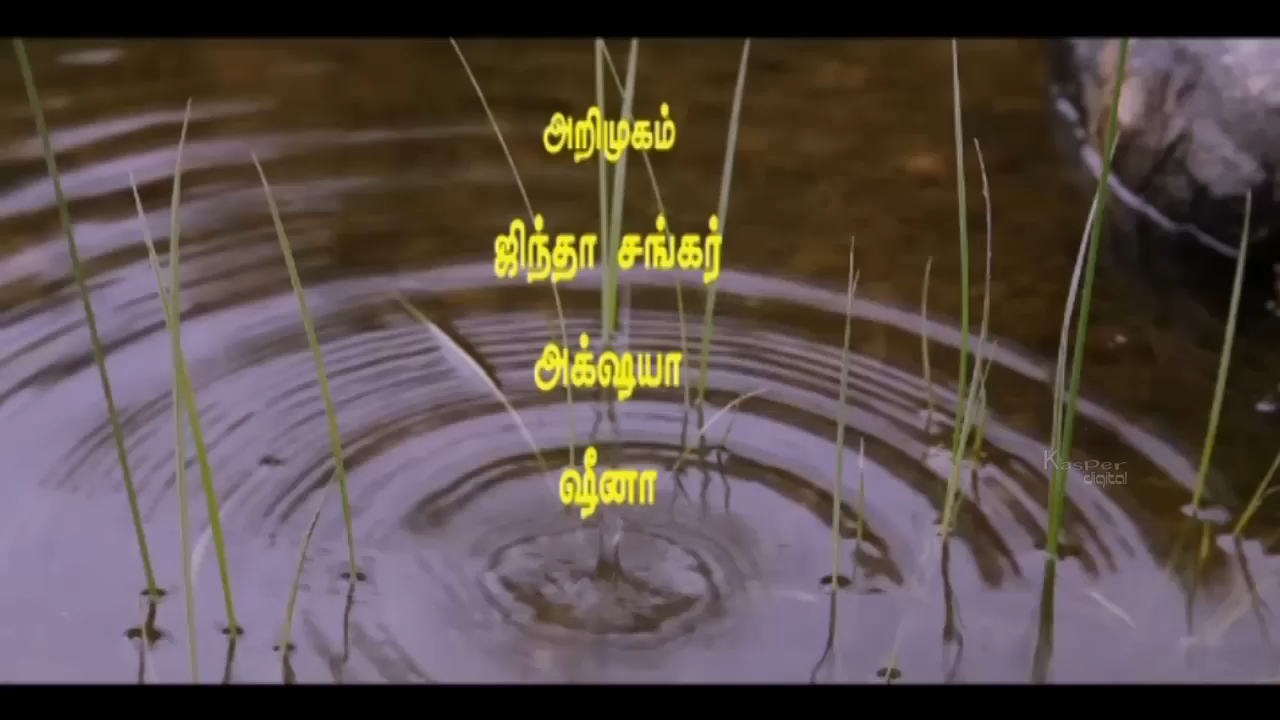 அறிமுகம்
ஜிந்தா சங்கர்
அக்ஷயா
ஷீனா
Kasper
digital